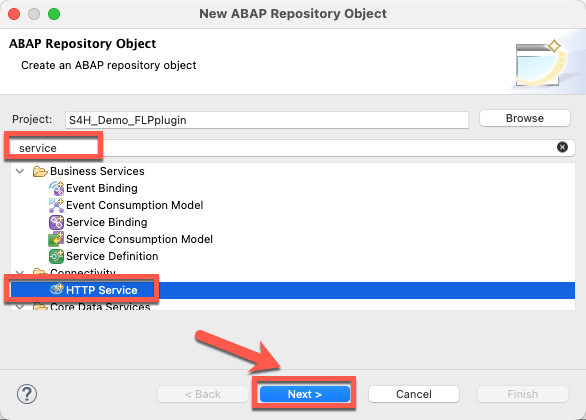 New ABAP Repository Object
ABAP Repository Object
Create an ABAP repository object
Project: S4H_Demo_FLPplugin Browse
service
Business Services
Event Binding
Event Consumption Model
Service Binding
Service Consumption Model
Service Definition
Connectivity
HTTP Service
Core Data Services
? < Back Next > Cancel Finish